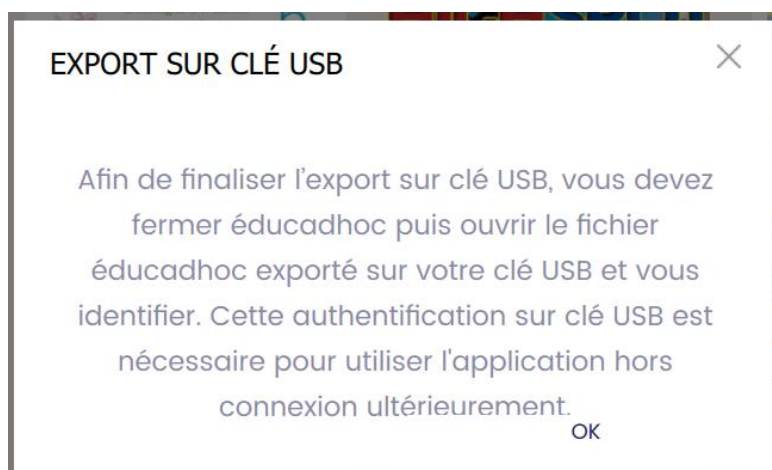 EXPORT SUR CLÉ USB
Afin de finaliser l'export sur clé USB, vous devez
fermer éducadhoc puis ouvrir le fichier
éducadhoc exporté sur votre clé USB et vous
identifier. Cette authentification sur clé USB est
nécessaire pour utiliser l'application hors
connexion ultérieurement.
OK